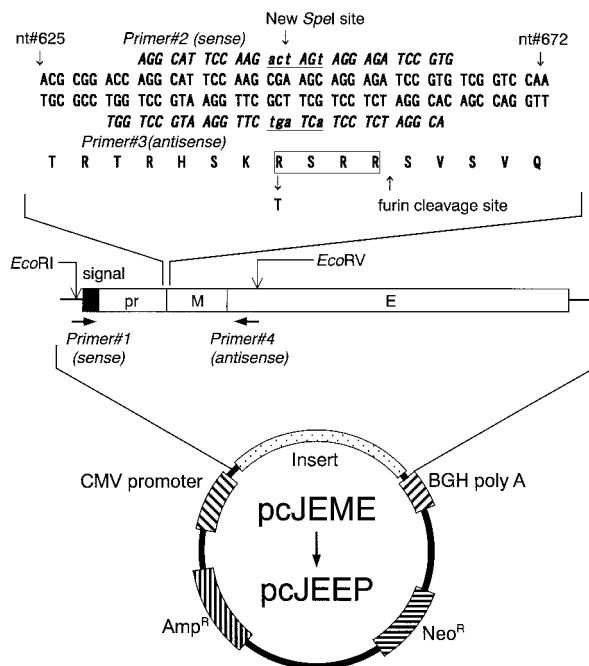 New SpeI site
nt#625
Primer#2 (sense)
nt#672
AGG CAT TCC AAG act AGt AGG AGA TCC GTG
ACG CGG ACC AGG CAT TCC AAG CGA AGC AGG AGA TCC GTG TCG GTC CAA
TGC GCC TGG TCC GTA AGG TTC GCT TCG TCC TCT AGG CAC AGC CAG GTT
TGG TCC GTA AGG TTC tga TCa TCC TCT AGG CA
Primer#3(antisense)
T R T R H S K R S R R S V S V Q
T
furin cleavage site
EcoRI
signal
EcoRV
pr
M
E
Primer#1
(sense)
Primer#4
(antisense)
Insert
CMV promoter
BGH poly A
pcJEME
pcJEEP
AmpR
NeoR